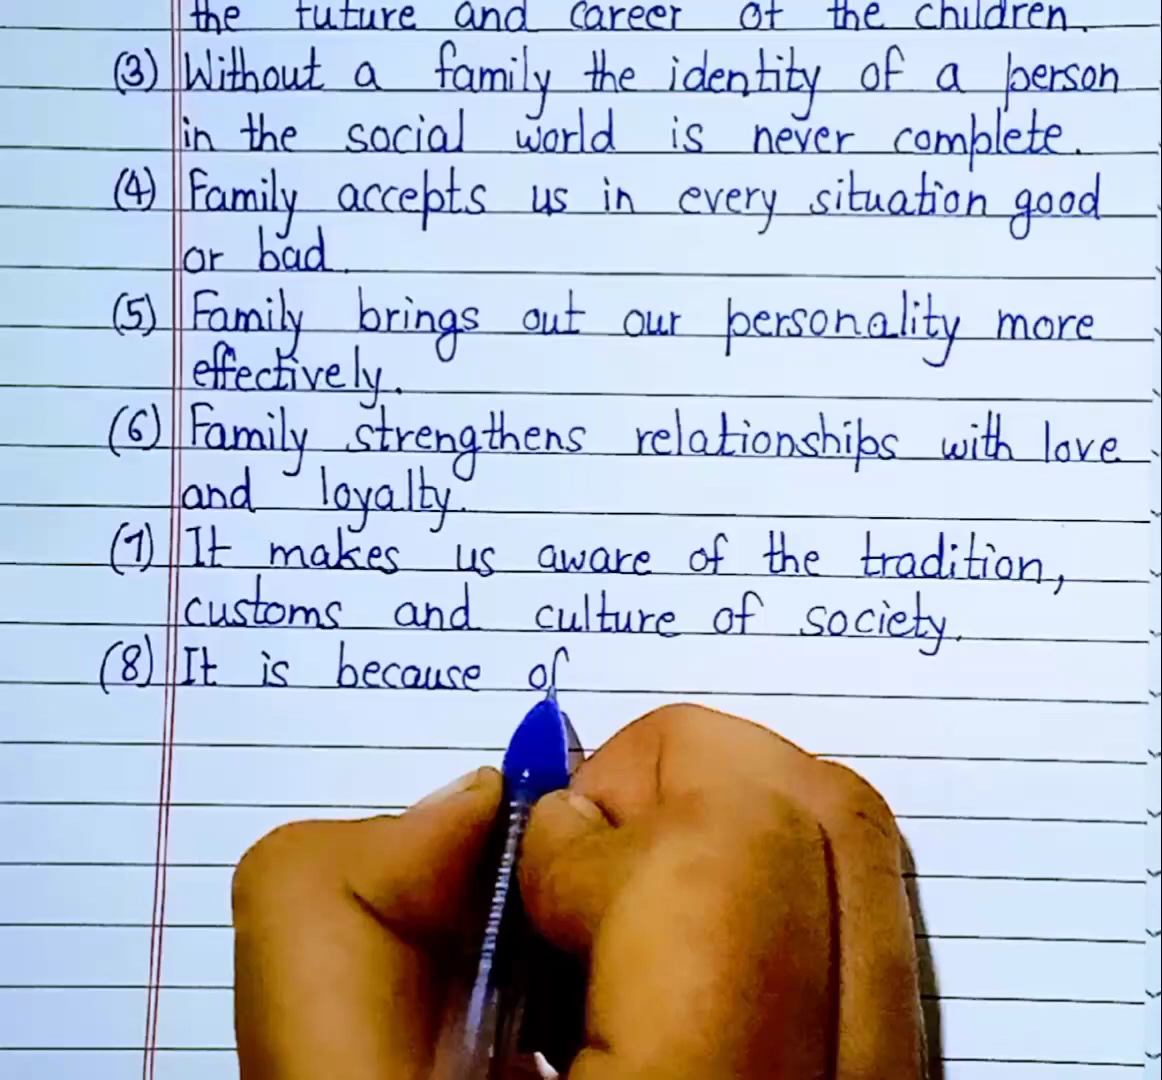 the future and career of the children.
(3) Without a family the identity of a person
in the social world is never complete.
(4) Family accepts us in every situation good
or bad.
(5) Family brings out our personality more
effectively.
(6) Family strengthens relationships with love
and loyalty.
(7) It makes us aware of the tradition,
customs and culture of society.
(8) It is because of